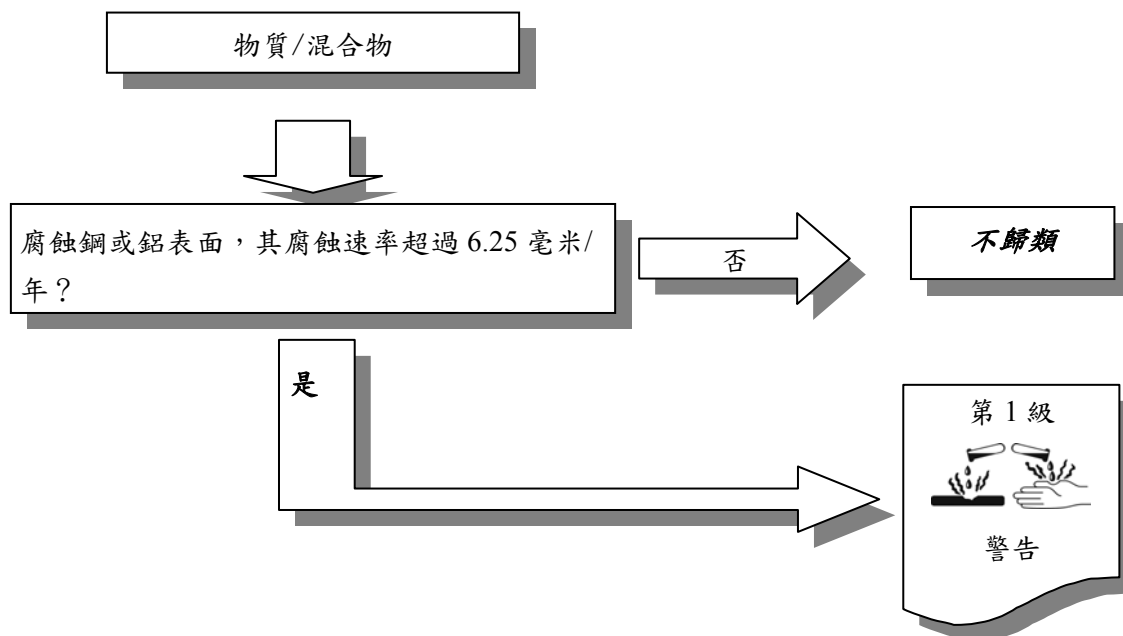 物質/混合物
腐蝕鋼或鋁表面，其腐蝕速率超過 6.25 毫米/
年？
否
不歸類
是
第 1 級
警告